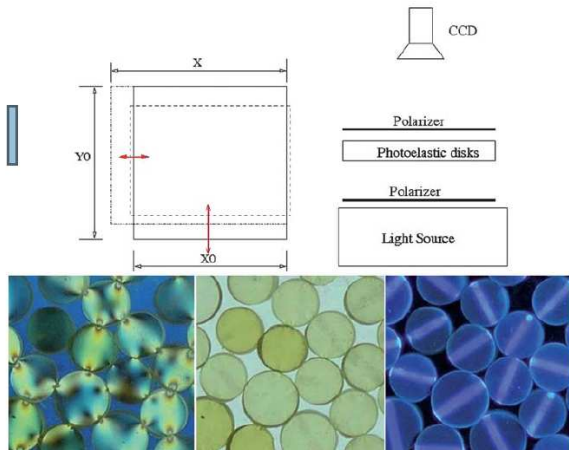 X
CCD
Y0
Polarizer
Photoelastic disks
Polarizer
Light Source
X0